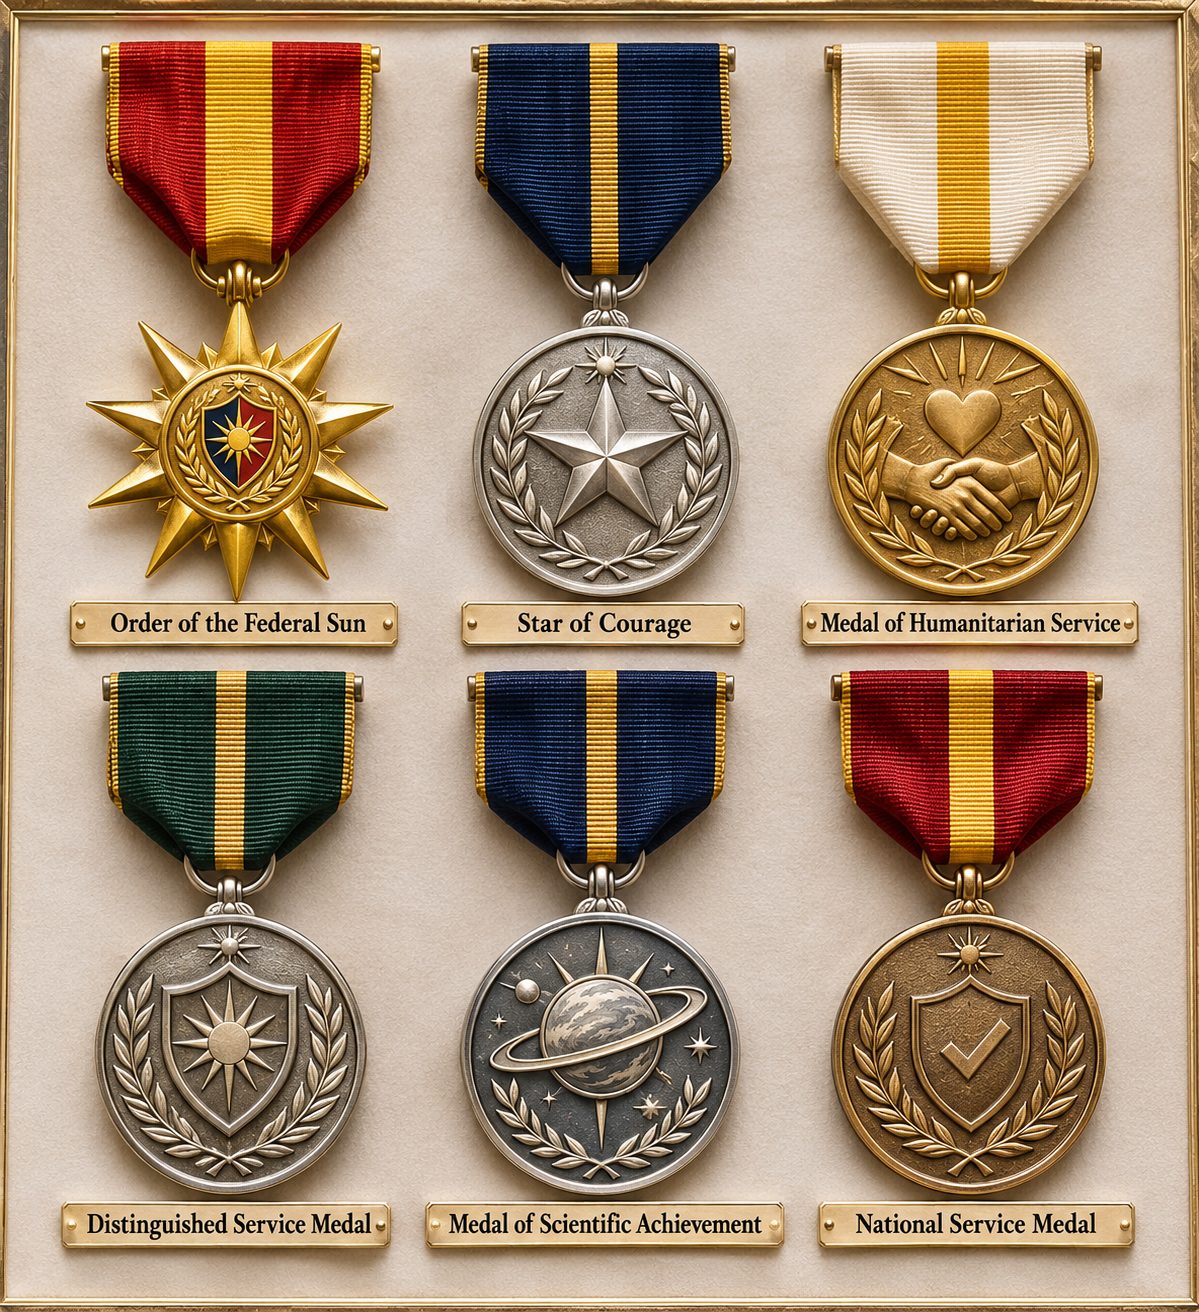 Order of the Federal Sun
Star of Courage
Medal of Humanitarian Service
Distinguished Service Medal
Medal of Scientific Achievement
National Service Medal